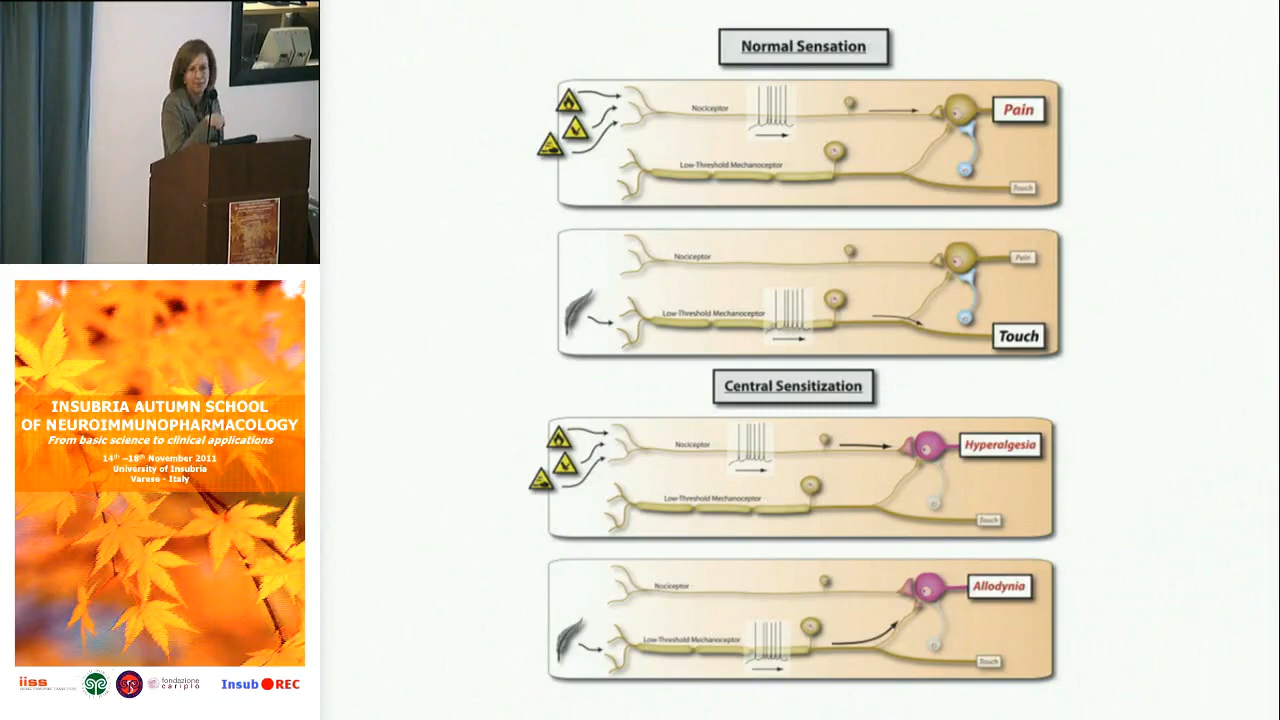 Normal Sensation
Nociceptor
Pain
Low-Threshold Mechanoceptor
Touch
Nociceptor
Pain
Low-Threshold Mechanoceptor
Touch
Central Sensitization
Nociceptor
Hyperalgesia
Low-Threshold Mechanoceptor
Touch
Nociceptor
Allodynia
Low-Threshold Mechanoceptor
Touch
INSUBRIA AUTUMN SCHOOL
OF NEUROIMMUNOPHARMACOLOGY
From basic science to clinical applications
14th –18th November 2011
University of Insubria
Varese - Italy
iiss
fondazione
cariplo
Insub REC